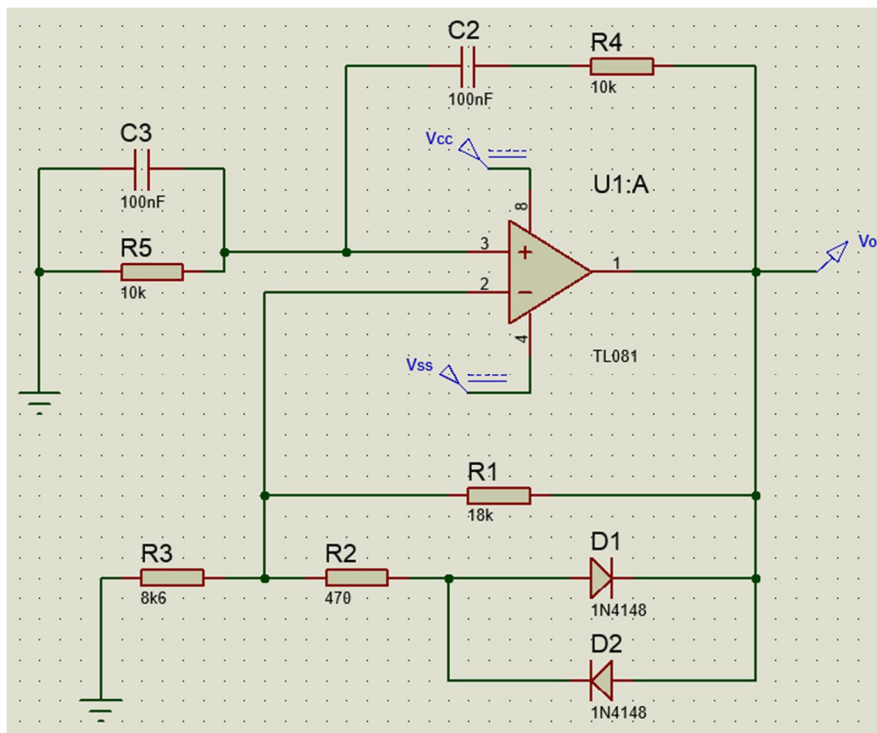 C2
R4
100nF
10k
C3
Vcc
100nF
U1:A
8
R5
3
1
Vo
10k
2
4
TL081
Vss
R1
18k
R3
R2
D1
8k6
470
1N4148
D2
1N4148